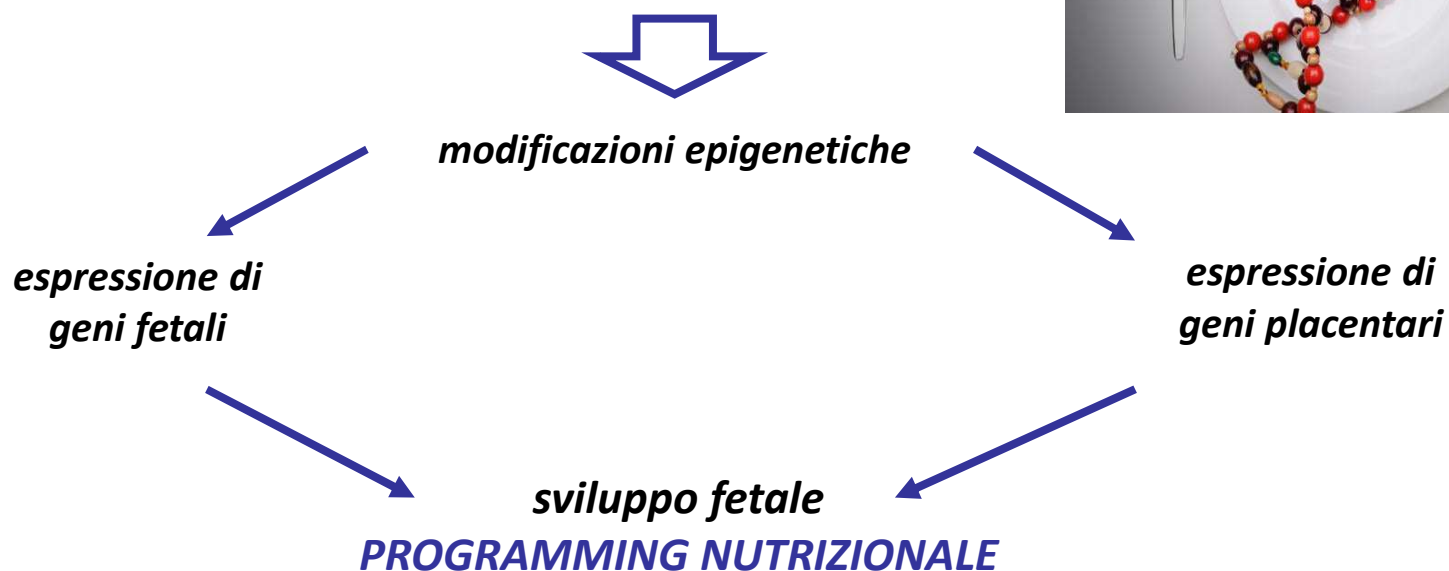 modificazioni epigenetiche
espressione di
geni fetali
espressione di
geni placentari
sviluppo fetale
PROGRAMMING NUTRIZIONALE